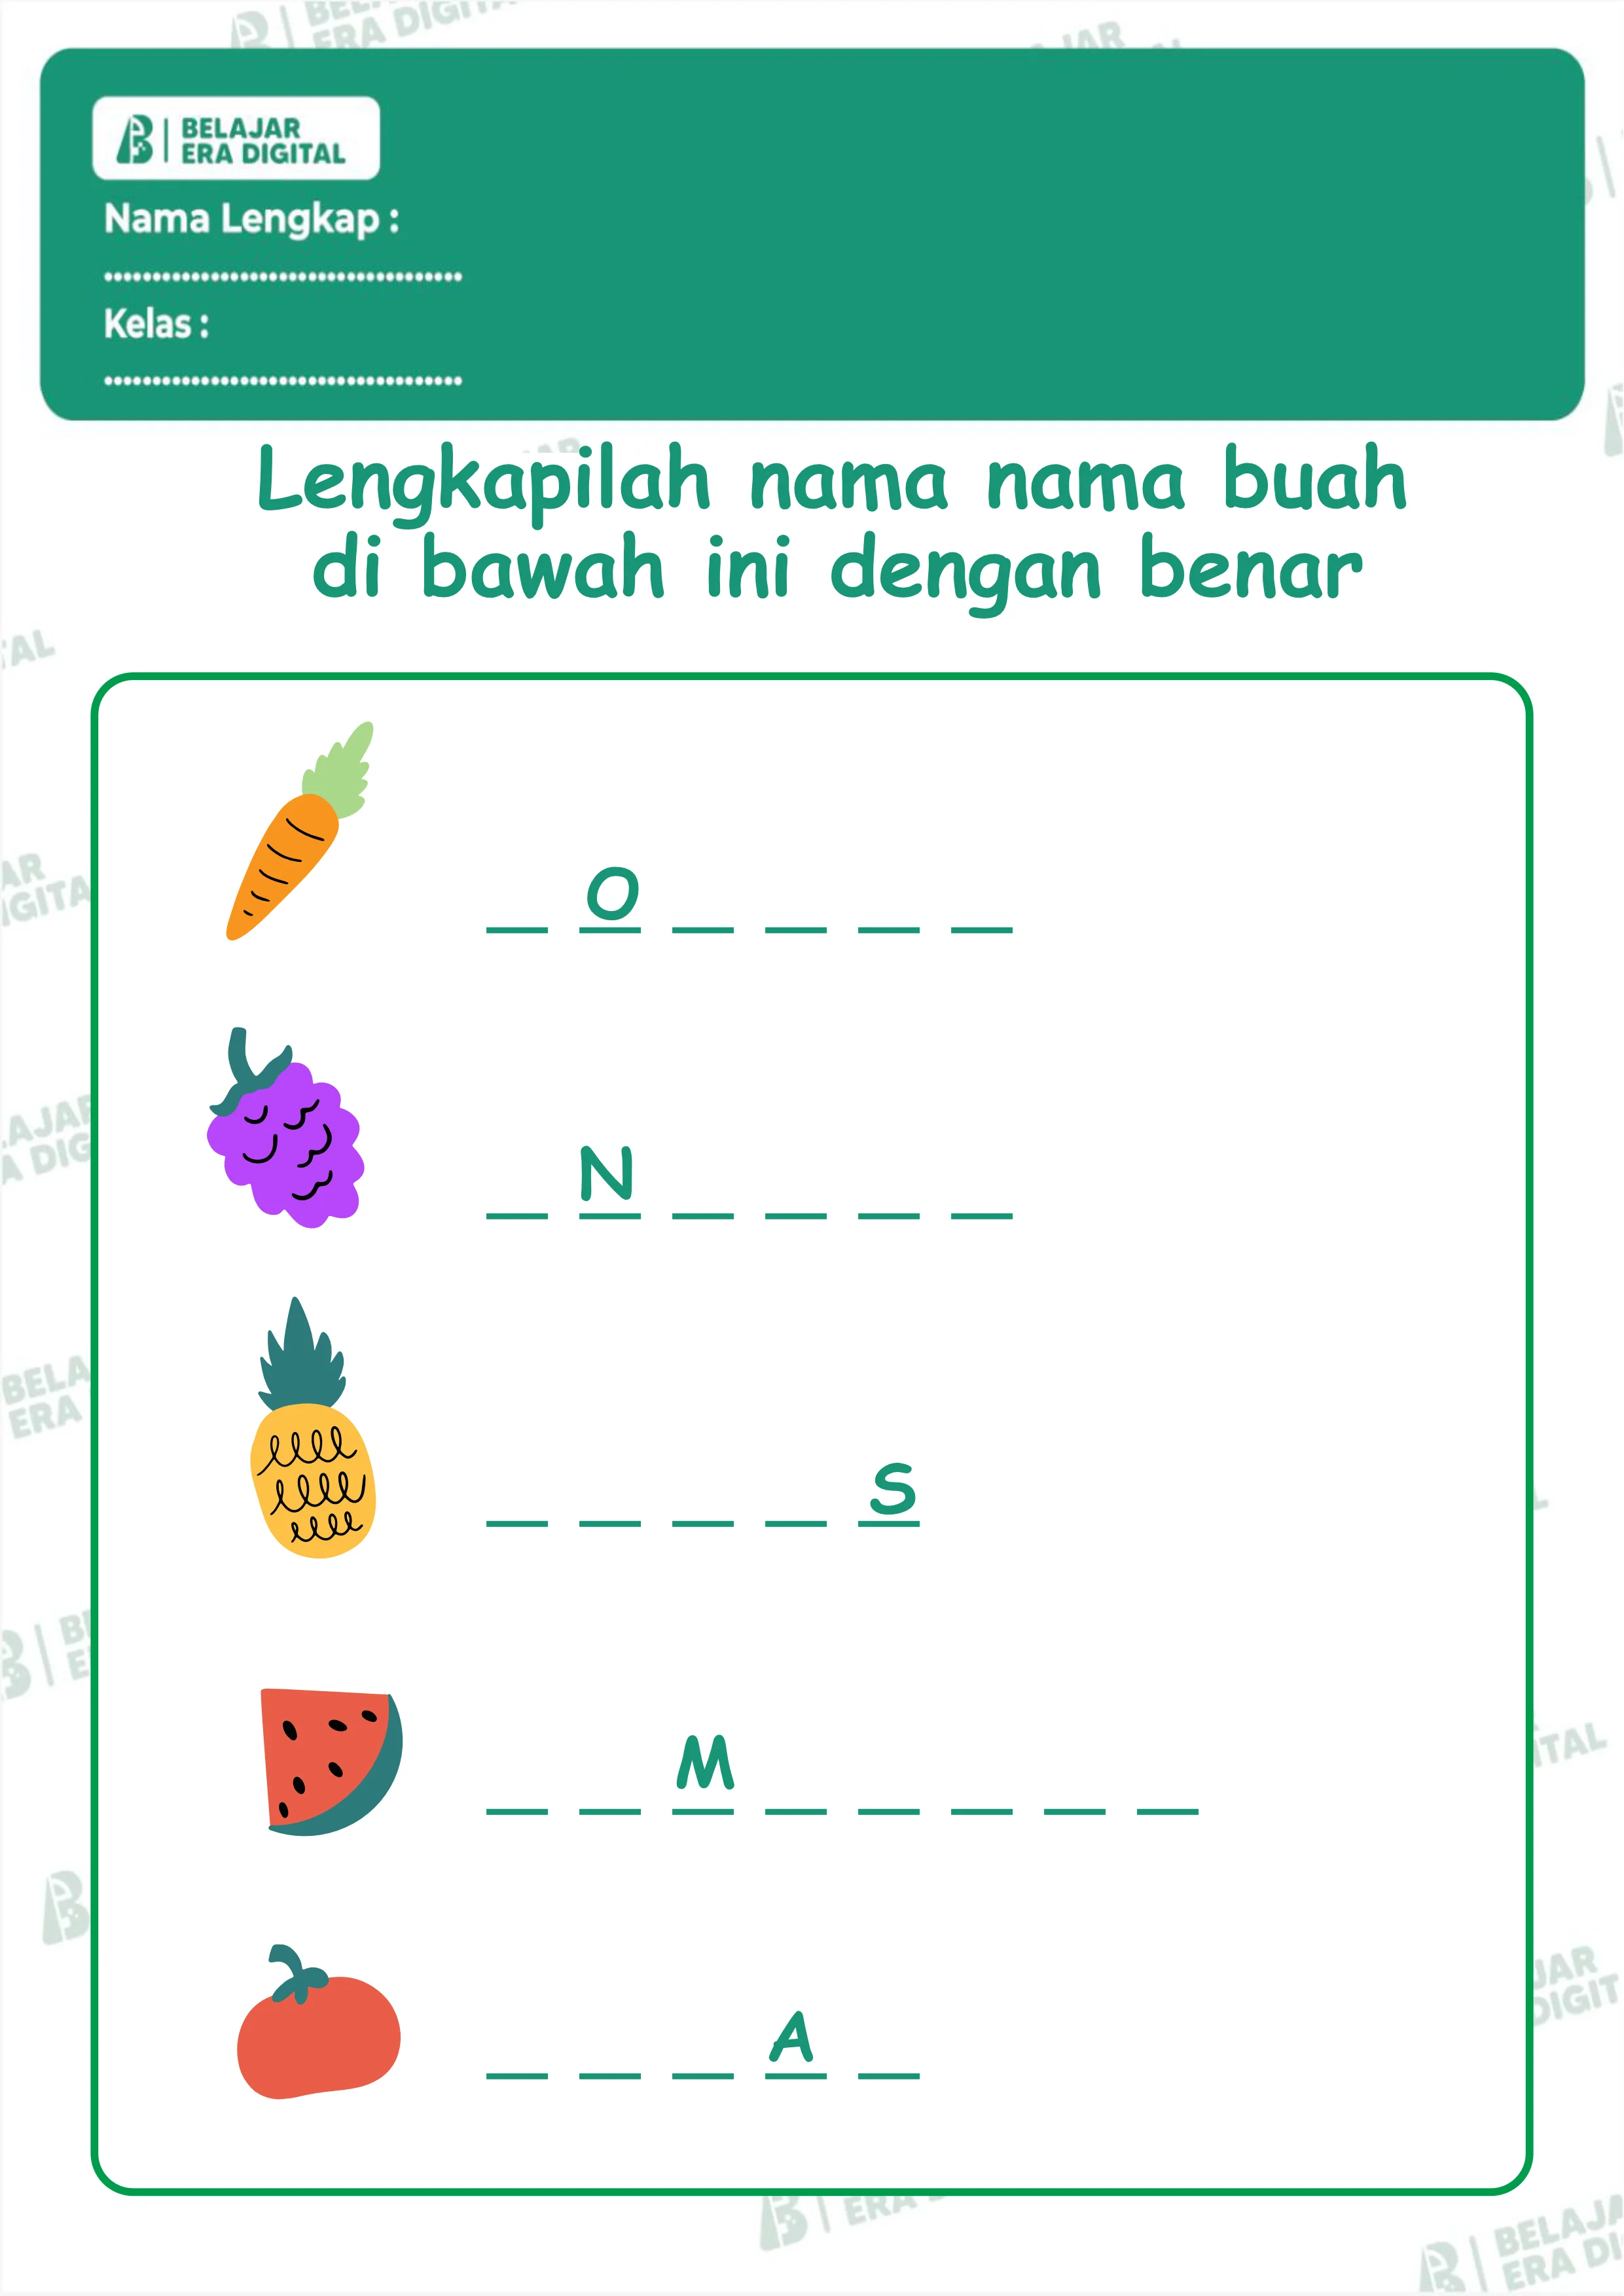 BELAJAR
ERA DIGITAL
Nama Lengkap :
....................................
Kelas :
....................................
Lengkapilah nama nama buah
di bawah ini dengan benar
_ O _ _ _ _
_ N _ _ _ _
_ _ _ _ S
_ _ M _ _ _ _ _
_ _ _ A _